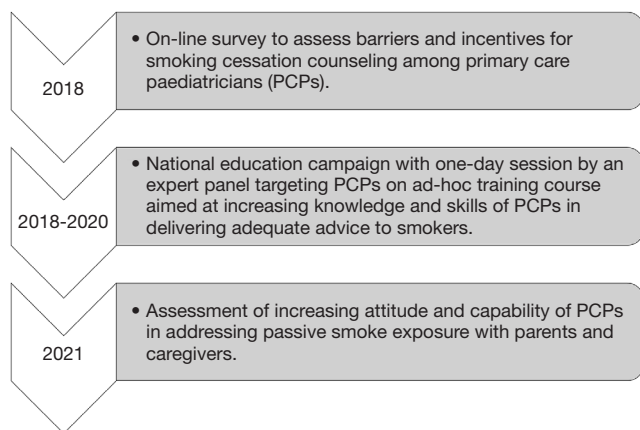 2018
• On-line survey to assess barriers and incentives for
smoking cessation counseling among primary care
paediatricians (PCPs).
2018-2020
• National education campaign with one-day session by an
expert panel targeting PCPs on ad-hoc training course
aimed at increasing knowledge and skills of PCPs in
delivering adequate advice to smokers.
2021
• Assessment of increasing attitude and capability of PCPs
in addressing passive smoke exposure with parents and
caregivers.